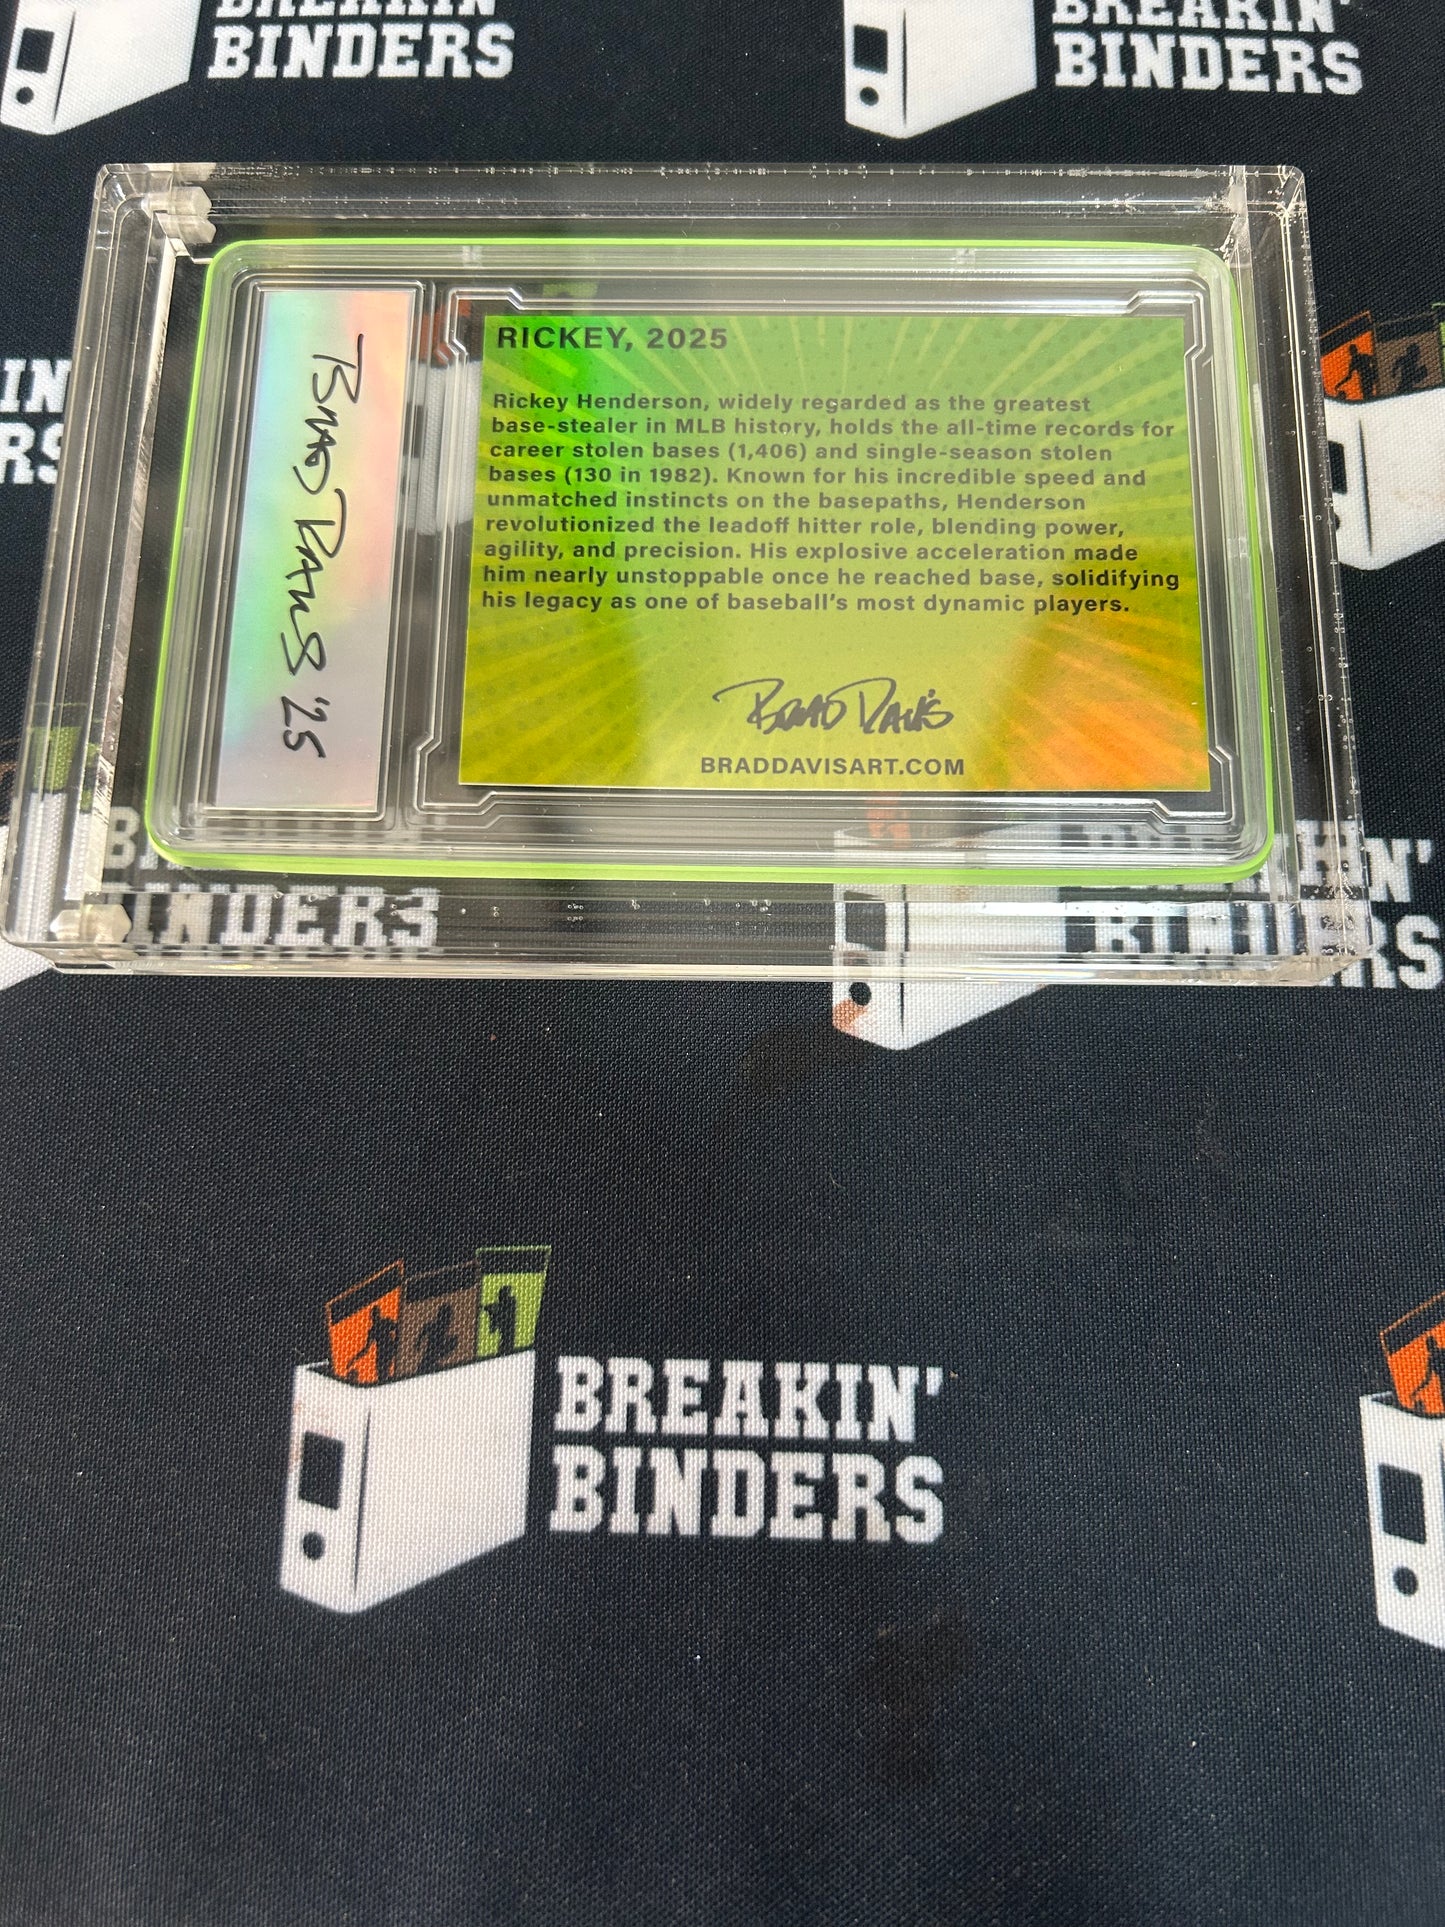 BREAKIN'
BINDERS
BREAKIN'
BINDERS
RICKEY, 2025
Rickey Henderson, widely regarded as the greatest
base-stealer in MLB history, holds the all-time records for
career stolen bases (1,406) and single-season stolen
bases (130 in 1982). Known for his incredible speed and
unmatched instincts on the basepaths, Henderson
revolutionized the leadoff hitter role, blending power,
agility, and precision. His explosive acceleration made
him nearly unstoppable once he reached base, solidifying
his legacy as one of baseball's most dynamic players.
BRAD DAVIS
BRADDAVISART.COM
BRAD DAVIS '25
BINDERS
BREAKIN'
BINDERS
BREAKIN'
BINDERS